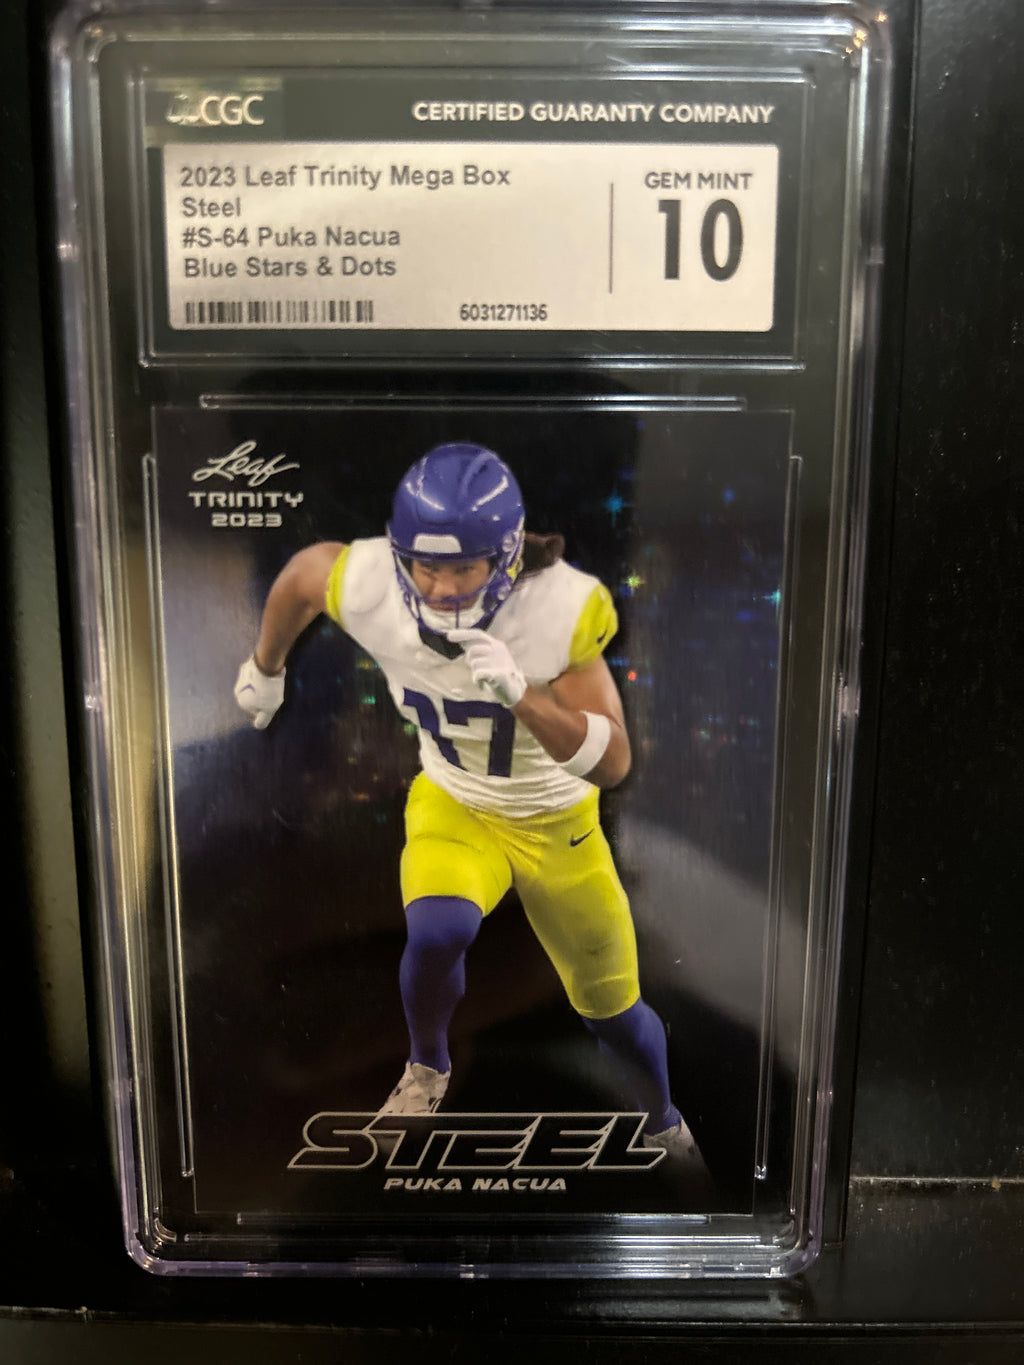 CGC
CERTIFIED GUARANTY COMPANY
2023 Leaf Trinity Mega Box
Steel
#S-64 Puka Nacua
Blue Stars & Dots
GEM MINT
10
6031271136
Leaf
TRINITY
2023
17
STEEL
PUKA NACUA